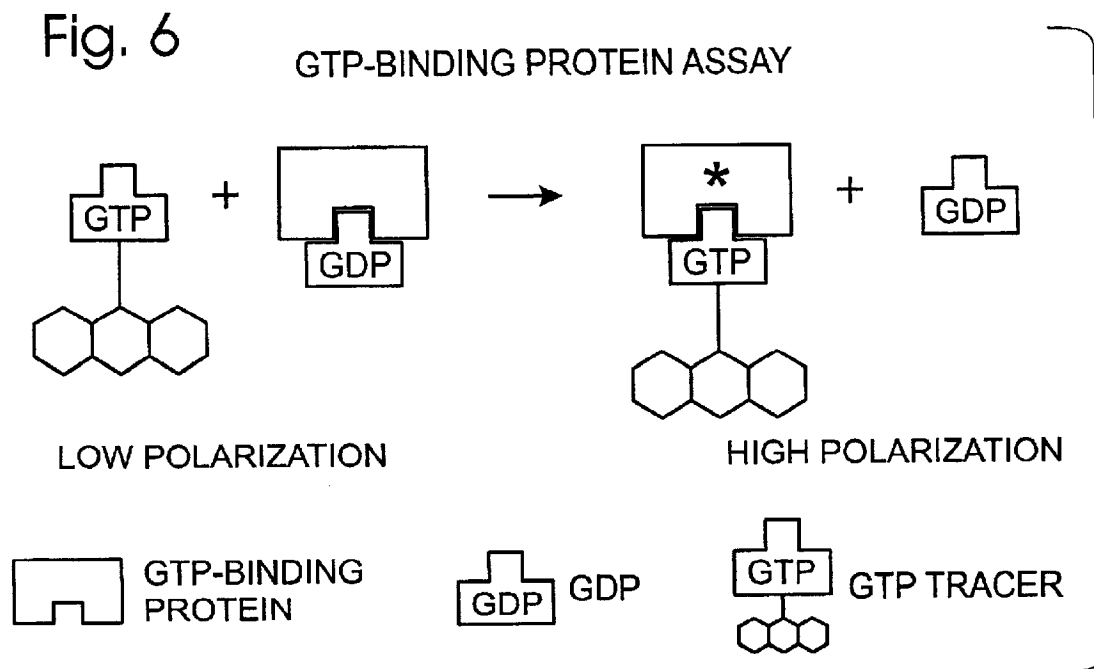 Fig. 6
GTP-BINDING PROTEIN ASSAY
GTP + GDP → * GTP + GDP
LOW POLARIZATION HIGH POLARIZATION
GTP-BINDING
PROTEIN
GDP GDP
GTP GTP TRACER